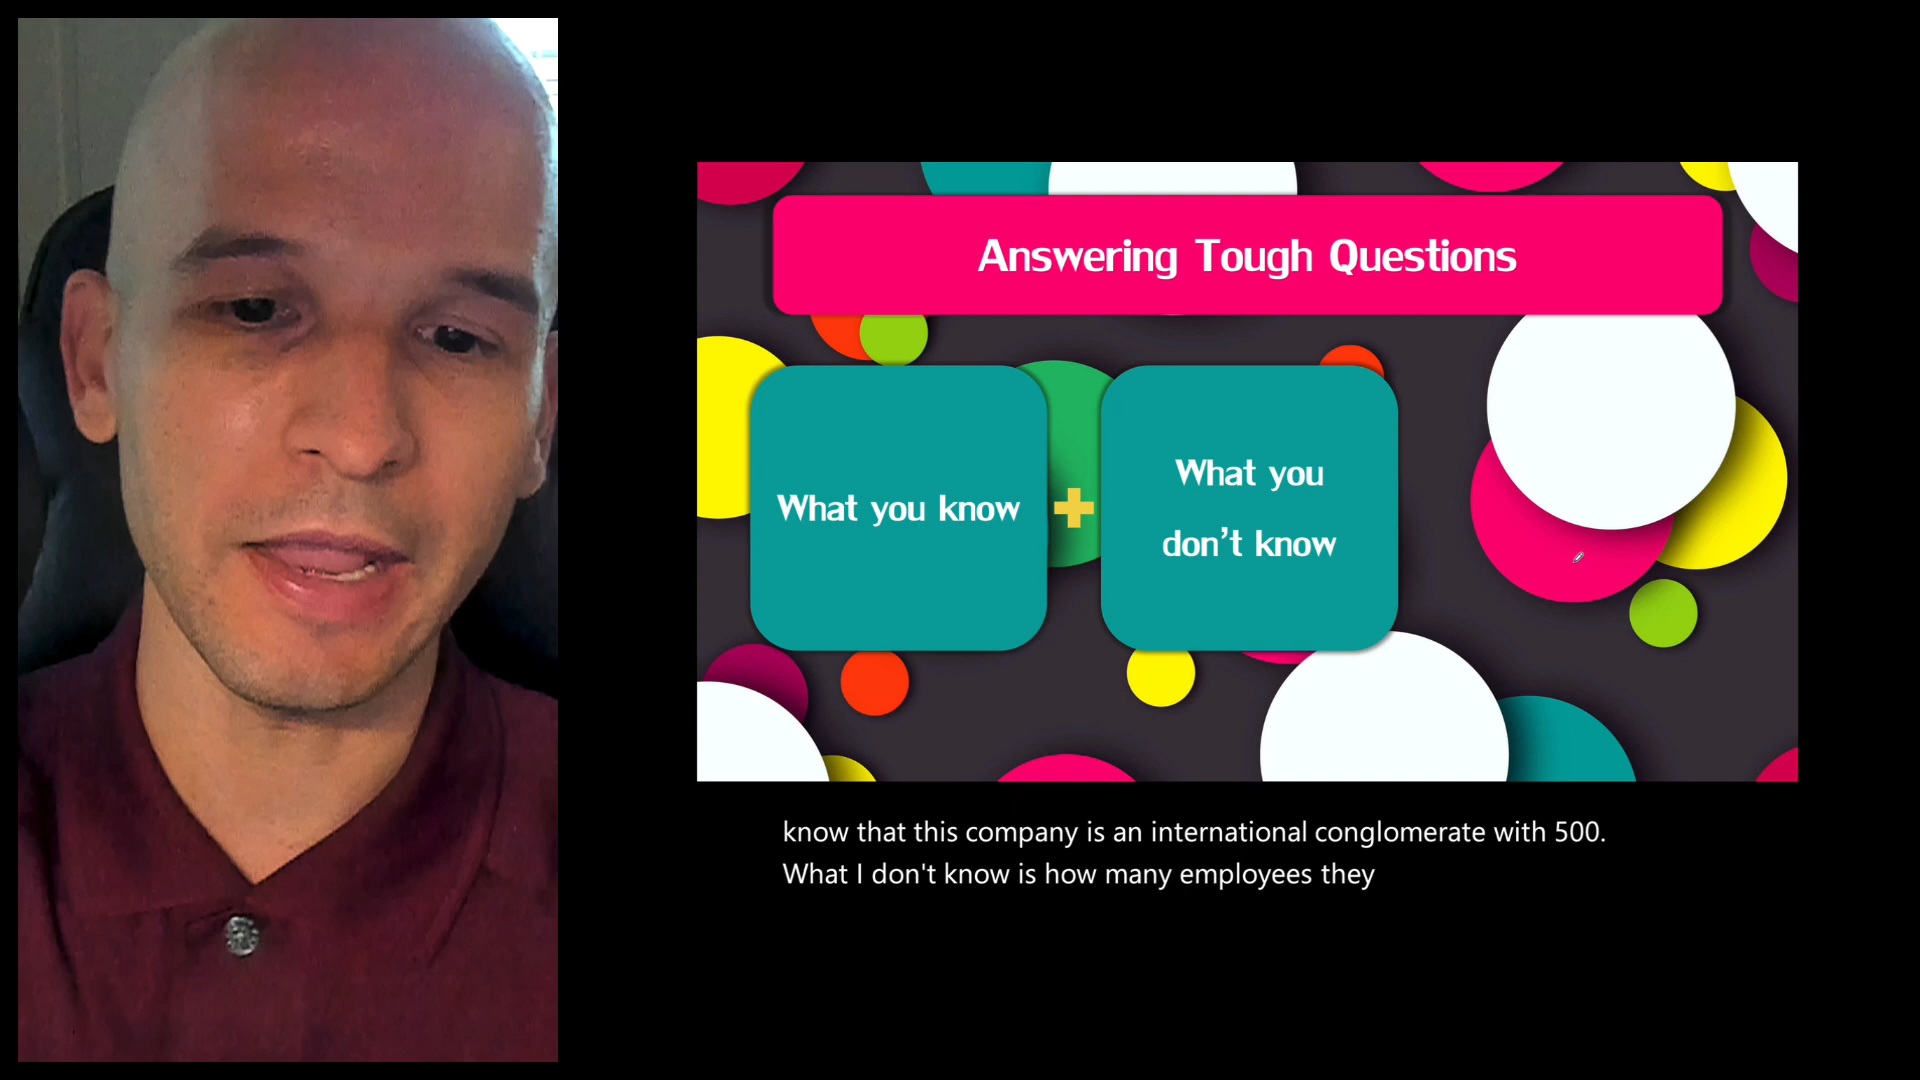 Answering Tough Questions
What you know
What you
don't know
know that this company is an international conglomerate with 500.
What I don't know is how many employees they